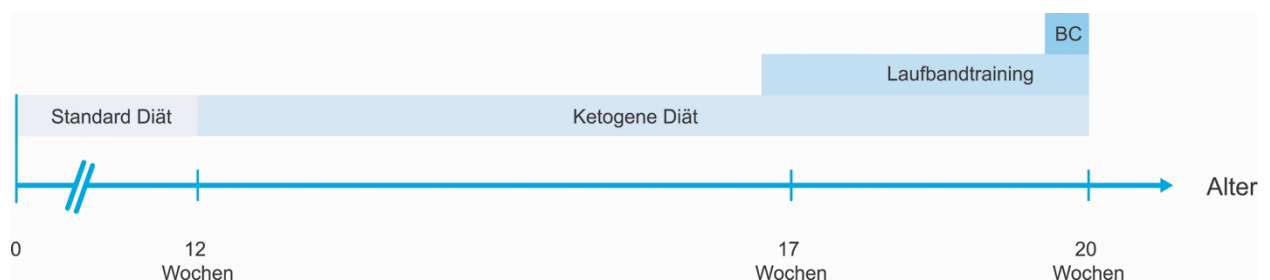 BC
Laufbandtraining
Standard Diät
Ketogene Diät
Alter
0
12
Wochen
17
Wochen
20
Wochen